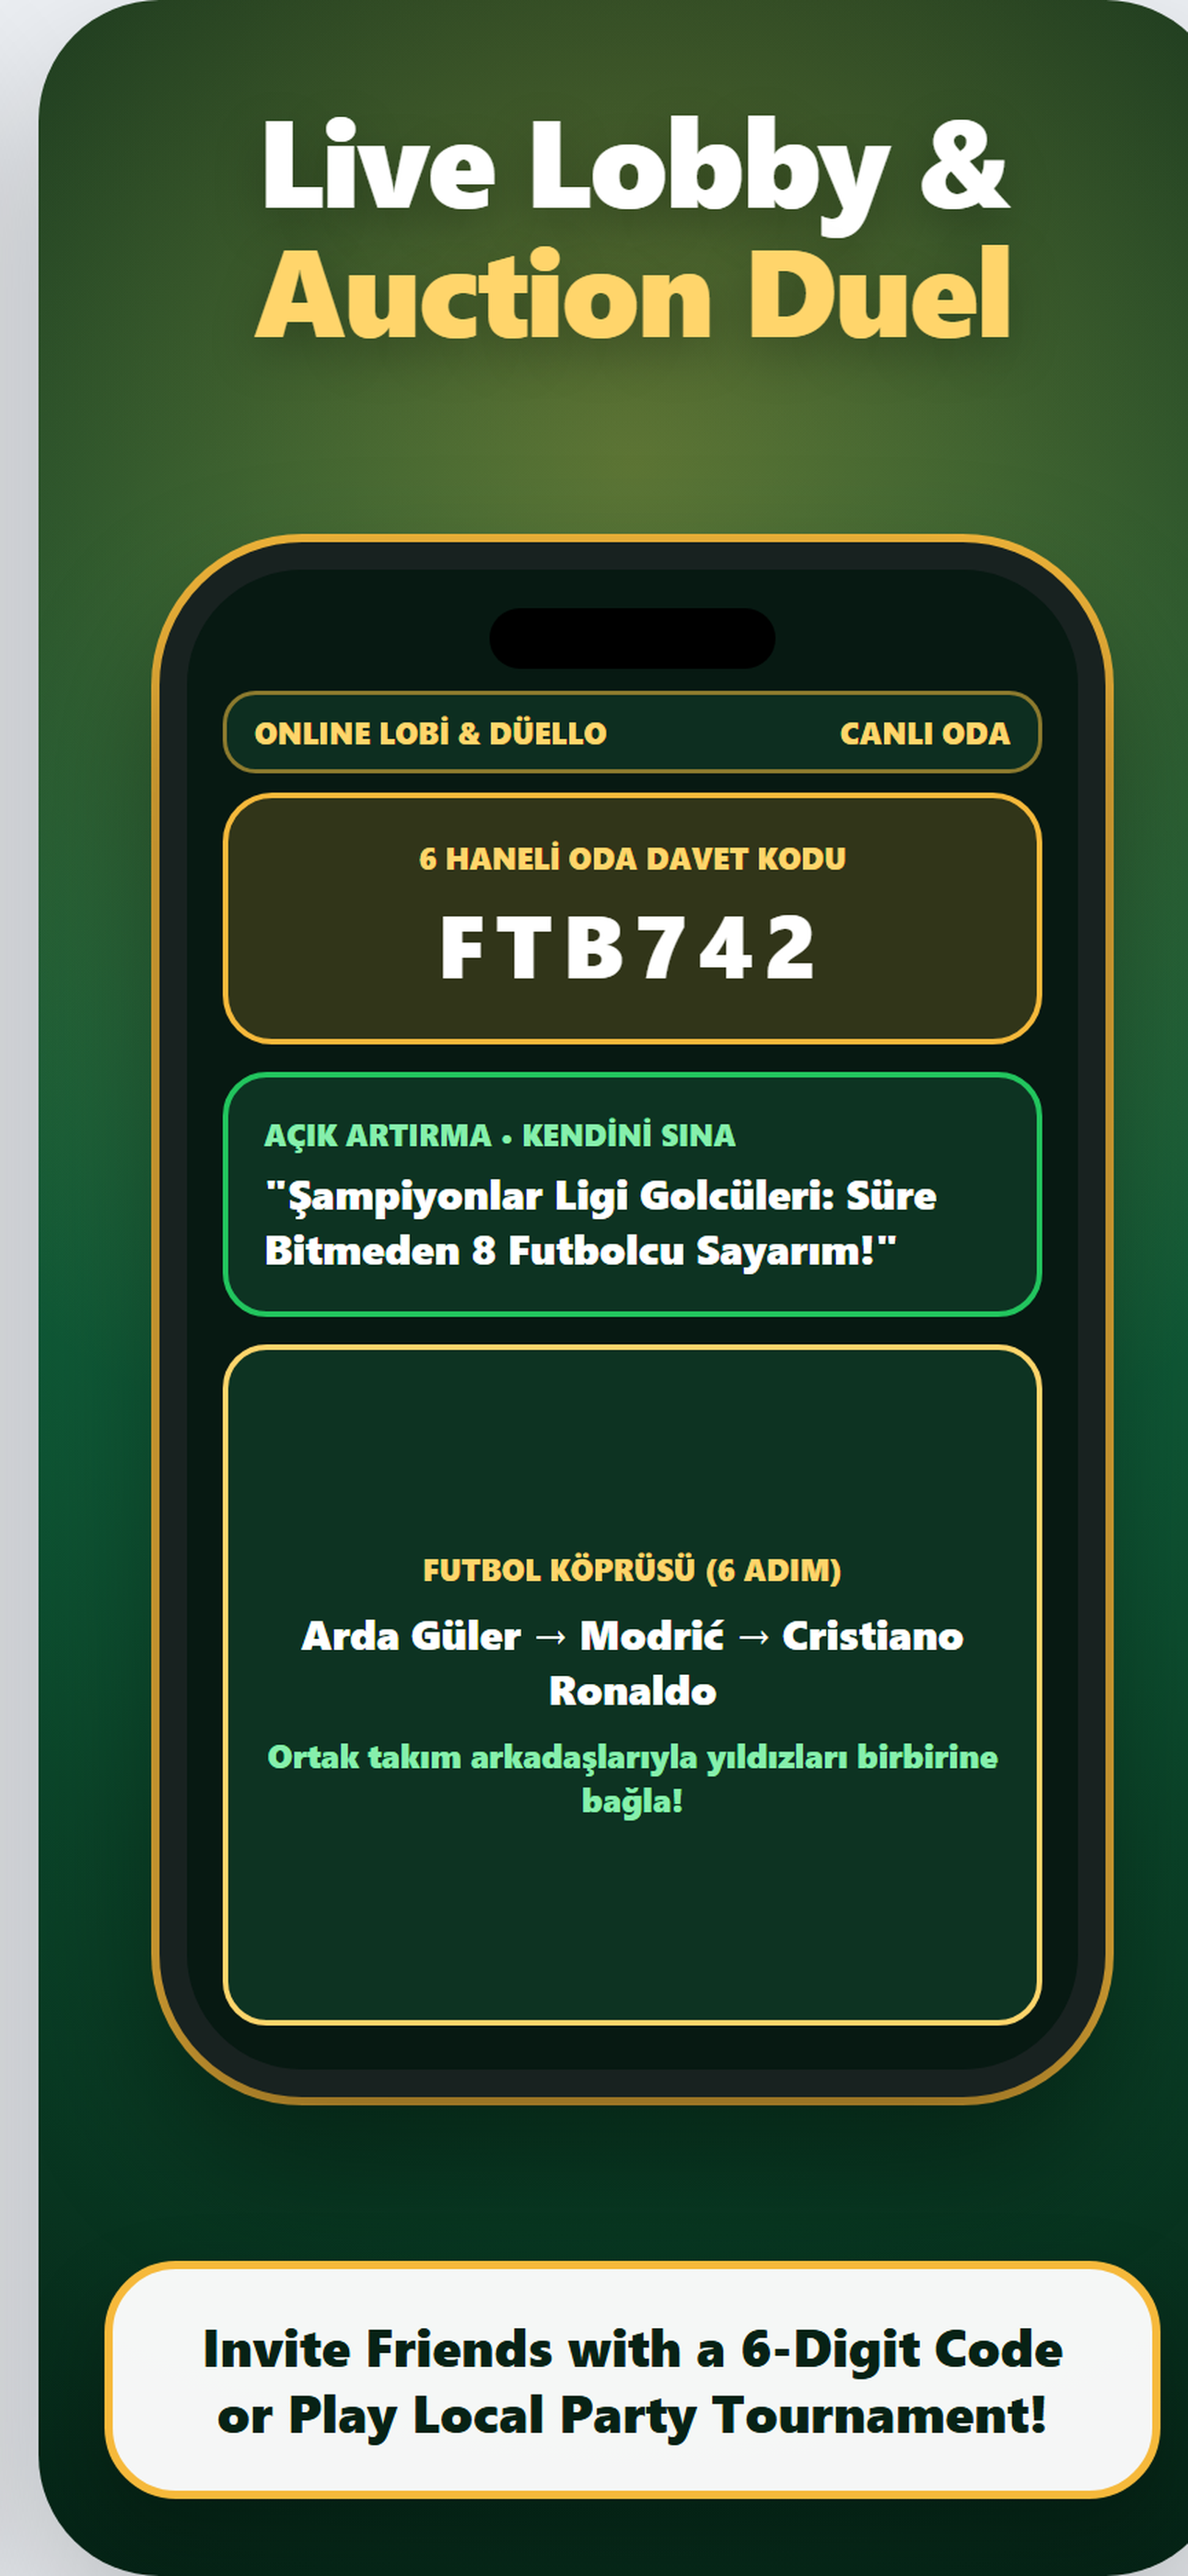 Live Lobby &
Auction Duel
ONLINE LOBİ & DÜELLO
CANLI ODA
6 HANELİ ODA DAVET KODU
FTB742
AÇIK ARTIRMA • KENDİNİ SINA
"Şampiyonlar Ligi Golcüleri: Süre
Bitmeden 8 Futbolcu Sayarım!"
FUTBOL KÖPRÜSÜ (6 ADIM)
Arda Güler → Modrić → Cristiano
Ronaldo
Ortak takım arkadaşlarıyla yıldızları birbirine
bağla!
Invite Friends with a 6-Digit Code
or Play Local Party Tournament!